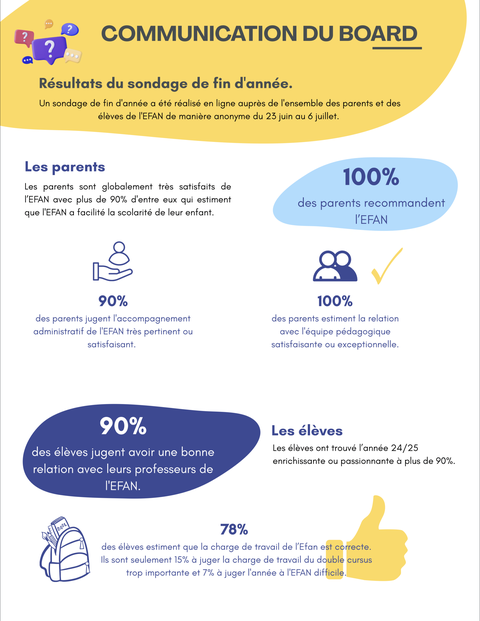 COMMUNICATION DU BOARD
Résultats du sondage de fin d'année.
Un sondage de fin d'année a été réalisé en ligne auprès de l'ensemble des parents et des
élèves de l'EFAN de manière anonyme du 23 juin au 6 juillet.
Les parents
Les parents sont globalement très satisfaits de
l'EFAN avec plus de 90% d'entre eux qui estiment
que l'EFAN a facilité la scolarité de leur enfant.
100%
des parents recommandent
l'EFAN
90%
des parents jugent l'accompagnement
administratif de l'EFAN très pertinent ou
satisfaisant.
100%
des parents estiment la relation
avec l'équipe pédagogique
satisfaisante ou exceptionnelle.
90%
des élèves jugent avoir une bonne
relation avec leurs professeurs de
l'EFAN.
Les élèves
Les élèves ont trouvé l'année 24/25
enrichissante ou passionnante à plus de 90%.
78%
des élèves estiment que la charge de travail de l'Efan est correcte.
Ils sont seulement 15% à juger la charge de travail du double cursus
trop importante et 7% à juger l'année à l'EFAN difficile.